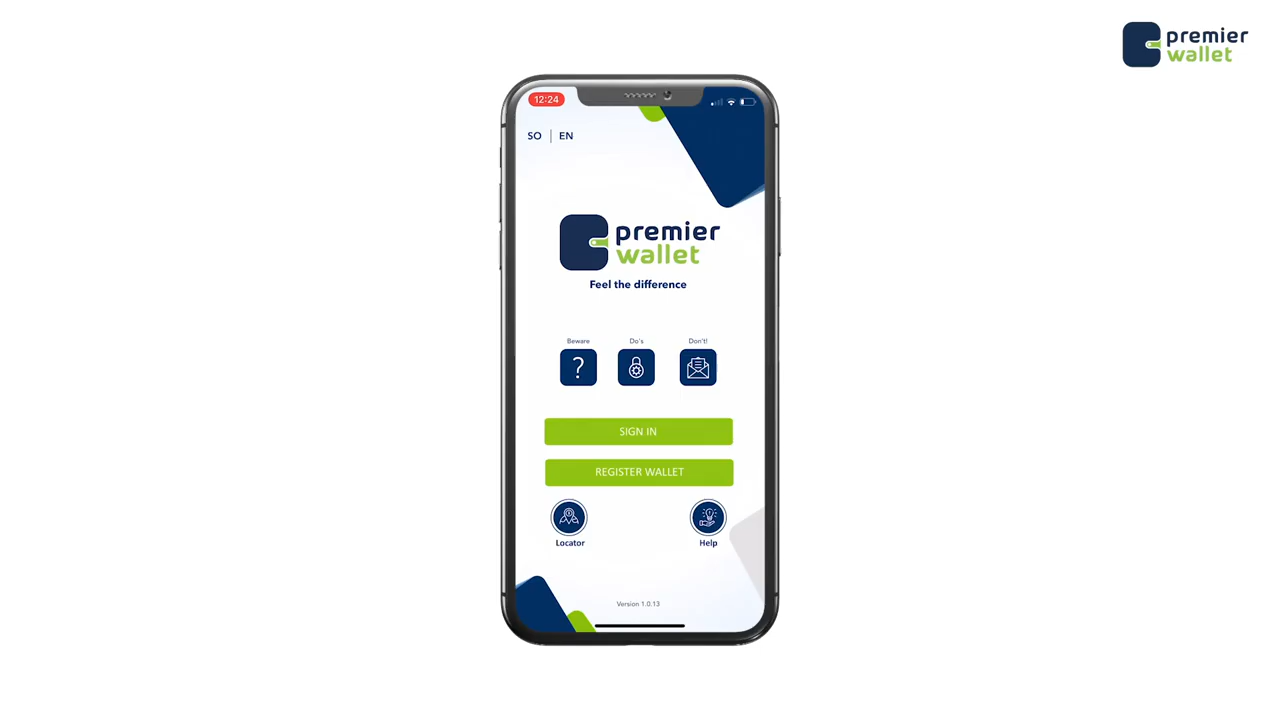 premier
wallet
12:24
SO | EN
premier
wallet
Feel the difference
Beware
Do's
Don't!
SIGN IN
REGISTER WALLET
Locator
Help
Version 1.0.13